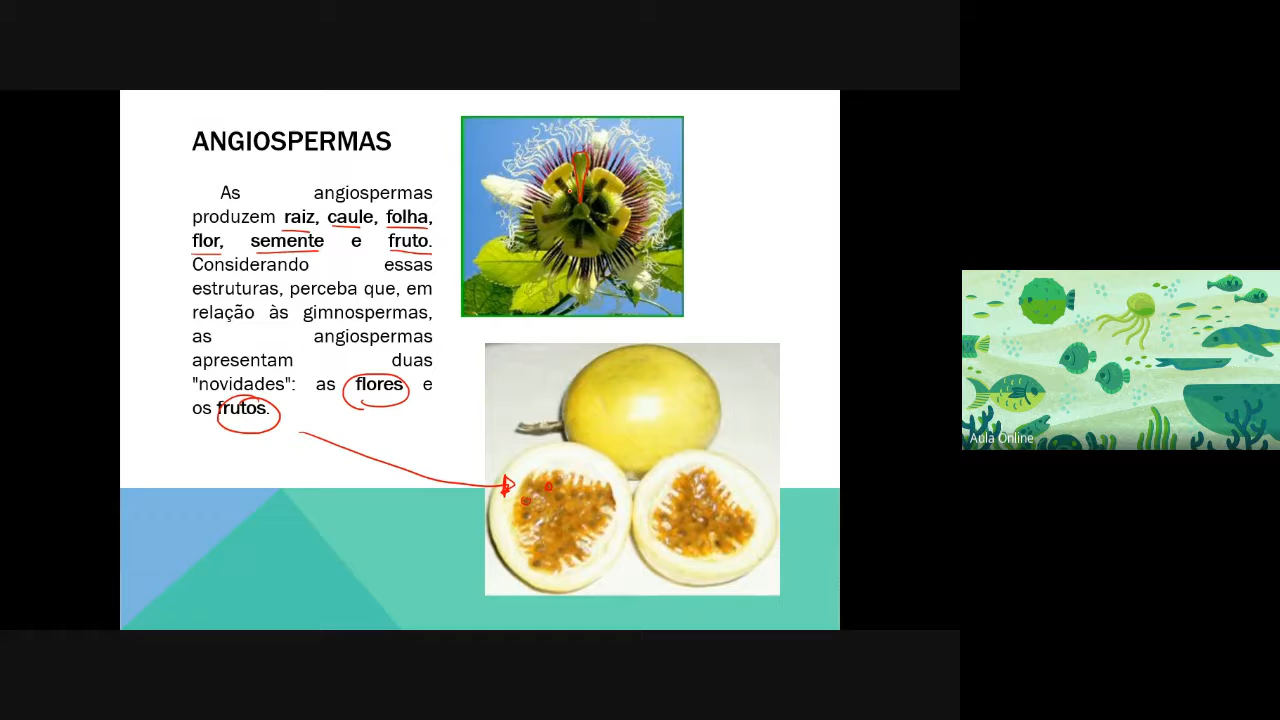 ANGIOSPERMAS
As angiospermas
produzem raiz, caule, folha,
flor, semente e fruto.
Considerando essas
estruturas, perceba que, em
relação às gimnospermas,
as angiospermas
apresentam duas
"novidades": as flores e
os frutos.
Aula Online